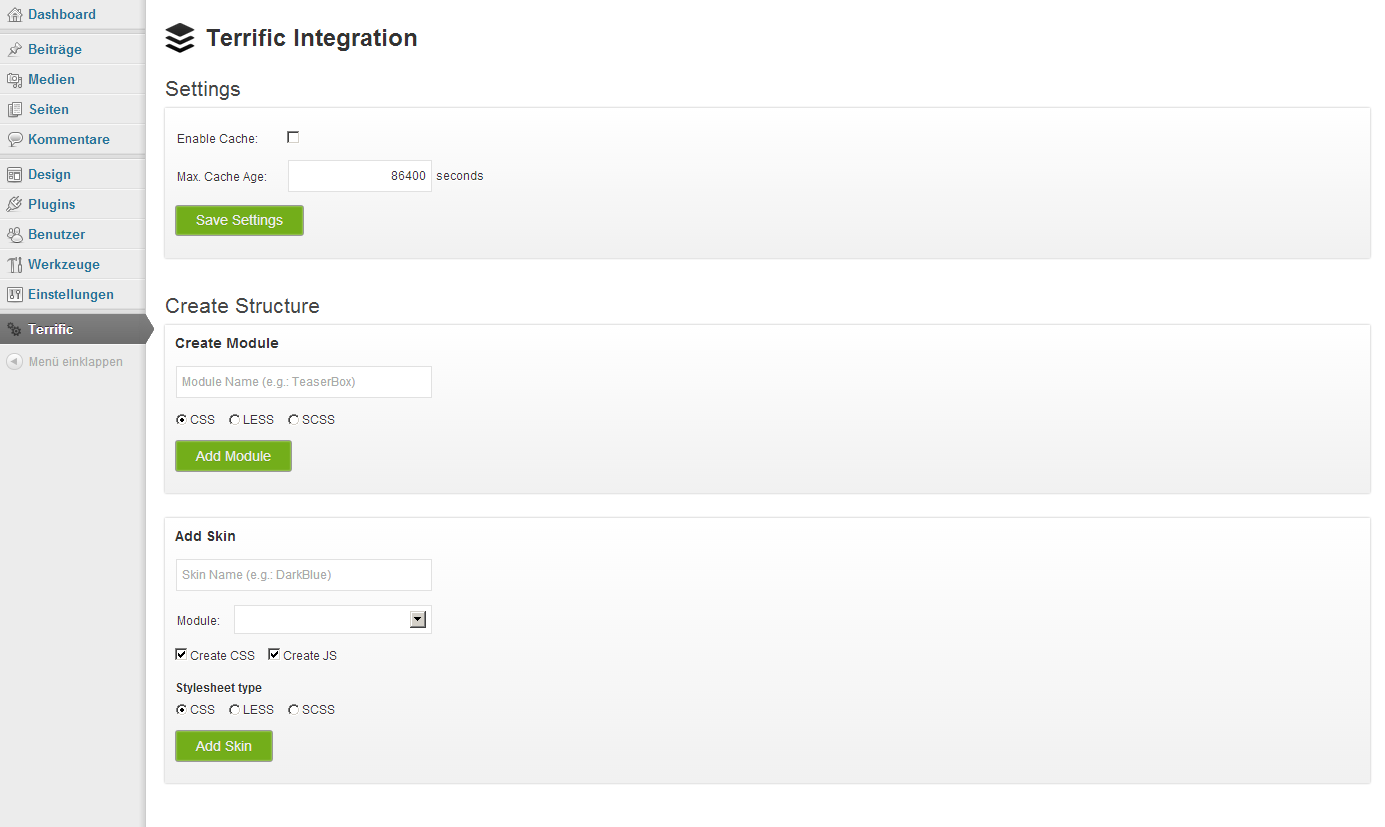 Dashboard
Beiträge
Medien
Seiten
Kommentare
Design
Plugins
Benutzer
Werkzeuge
Einstellungen
Terrific
Menü einklappen
Terrific Integration
Settings
Enable Cache:
Max. Cache Age: 86400 seconds
Save Settings
Create Structure
Create Module
Module Name (e.g.: TeaserBox)
CSS LESS SCSS
Add Module
Add Skin
Skin Name (e.g.: DarkBlue)
Module:
Create CSS Create JS
Stylesheet type
CSS LESS SCSS
Add Skin